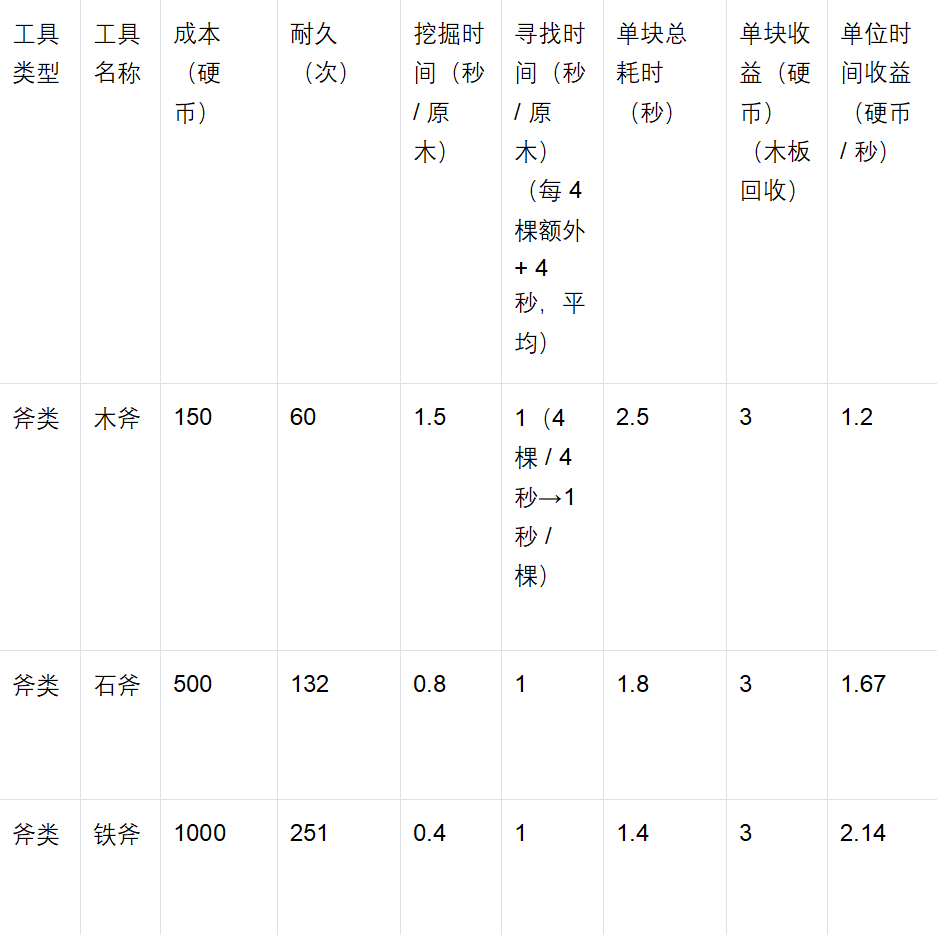 工具
类型
工具
名称
成本
（硬
币）
耐久
（次）
挖掘时
间（秒
/ 原
木）
寻找时
间（秒
/ 原
木）
（每 4
棵额外
+ 4
秒，平
均）
单块总
耗时
（秒）
单块收
益（硬
币）
（木板
回收）
单位时
间收益
（硬币
/ 秒）
斧类
木斧
150
60
1.5
1（4
棵 / 4
秒→1
秒 /
棵）
2.5
3
1.2
斧类
石斧
500
132
0.8
1
1.8
3
1.67
斧类
铁斧
1000
251
0.4
1
1.4
3
2.14